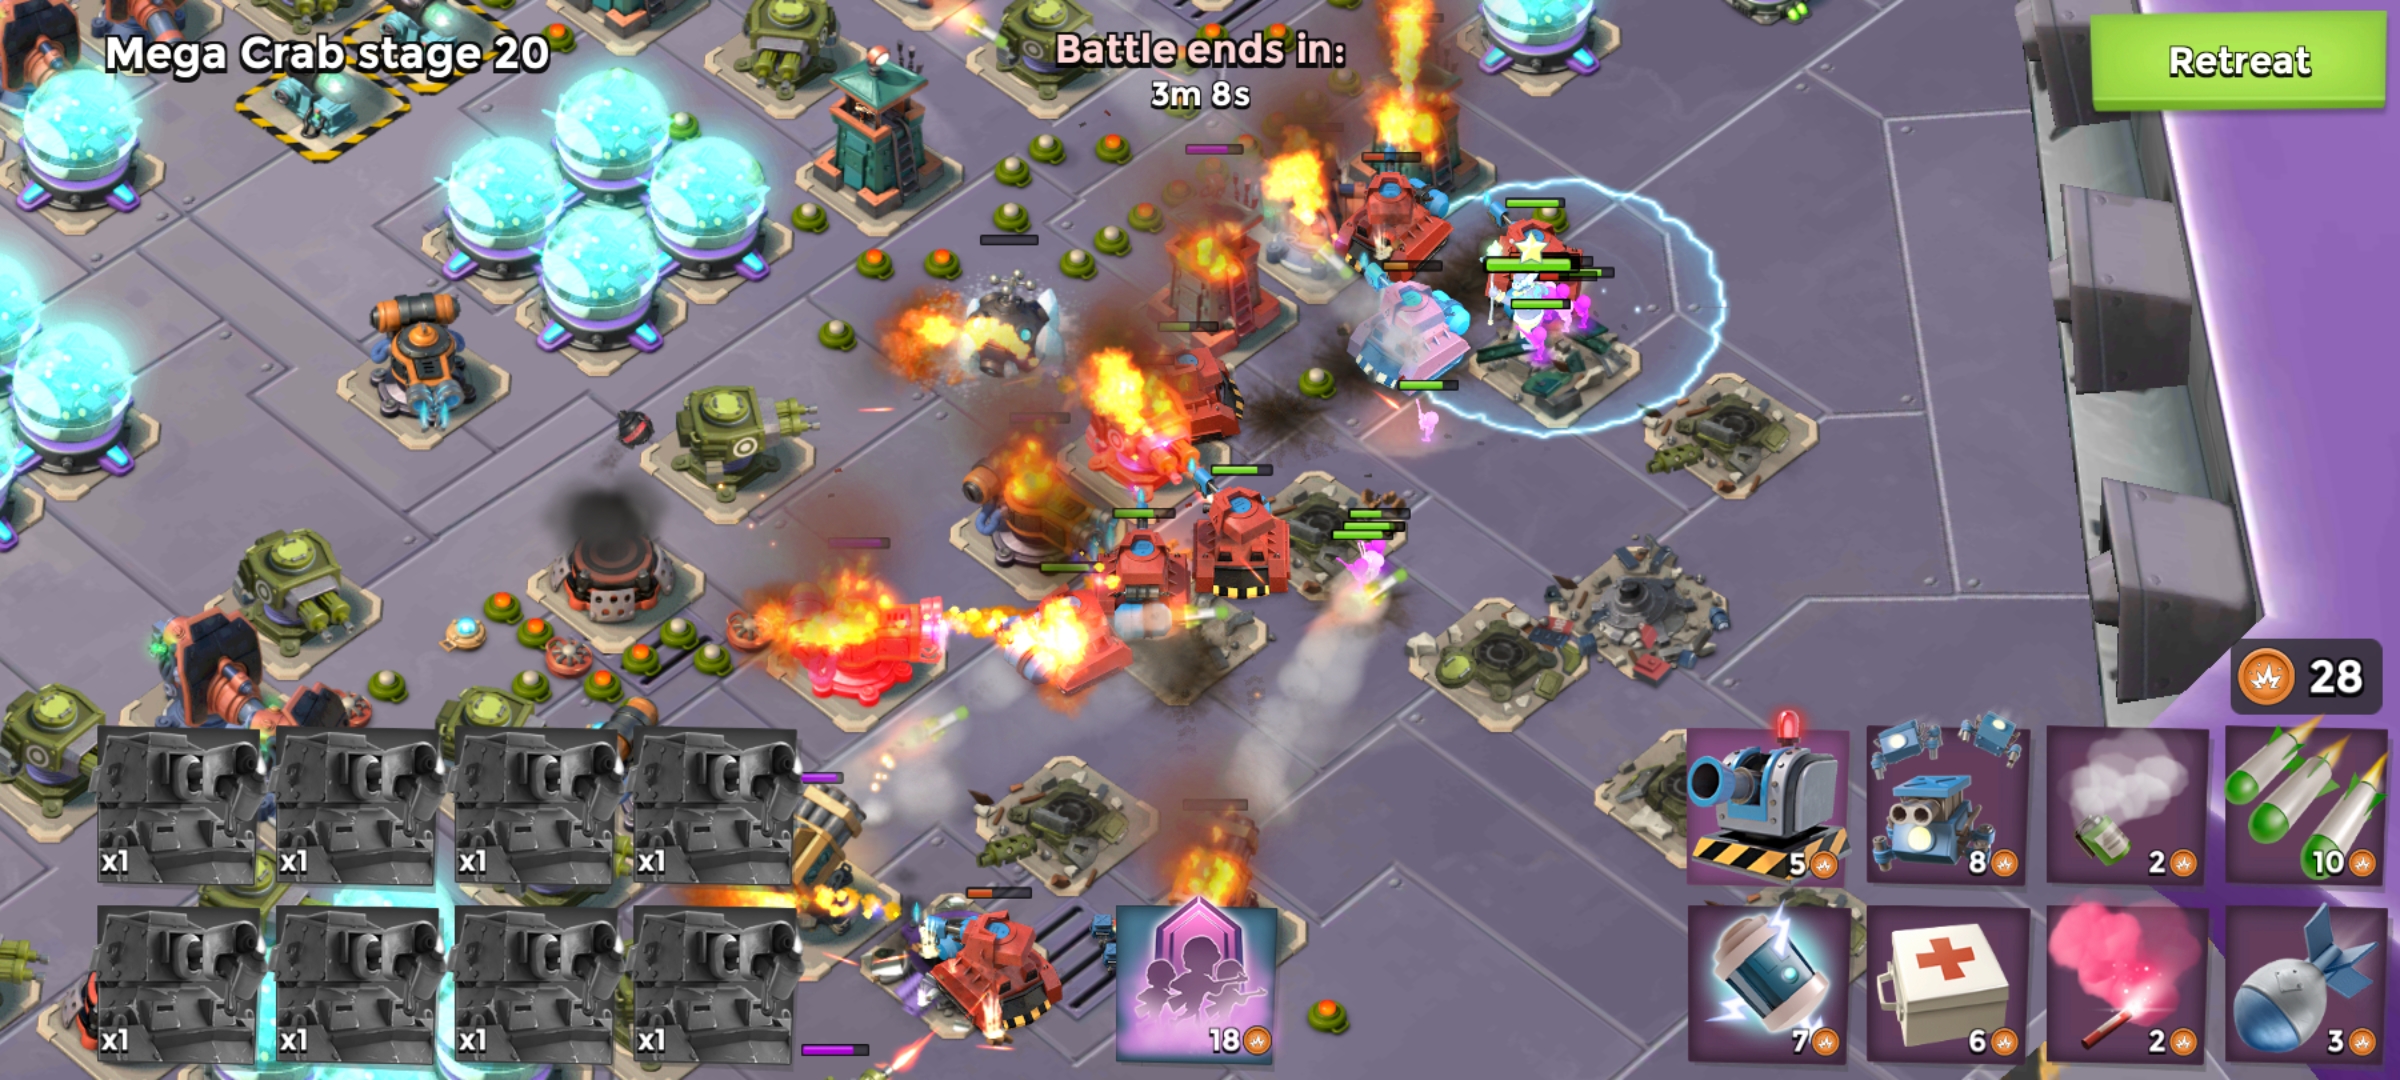 Mega Crab stage 20
Battle ends in:
3m 8s
Retreat
28
x1
x1
x1
x1
5
8
2
10
x1
x1
x1
x1
18
7
6
2
3